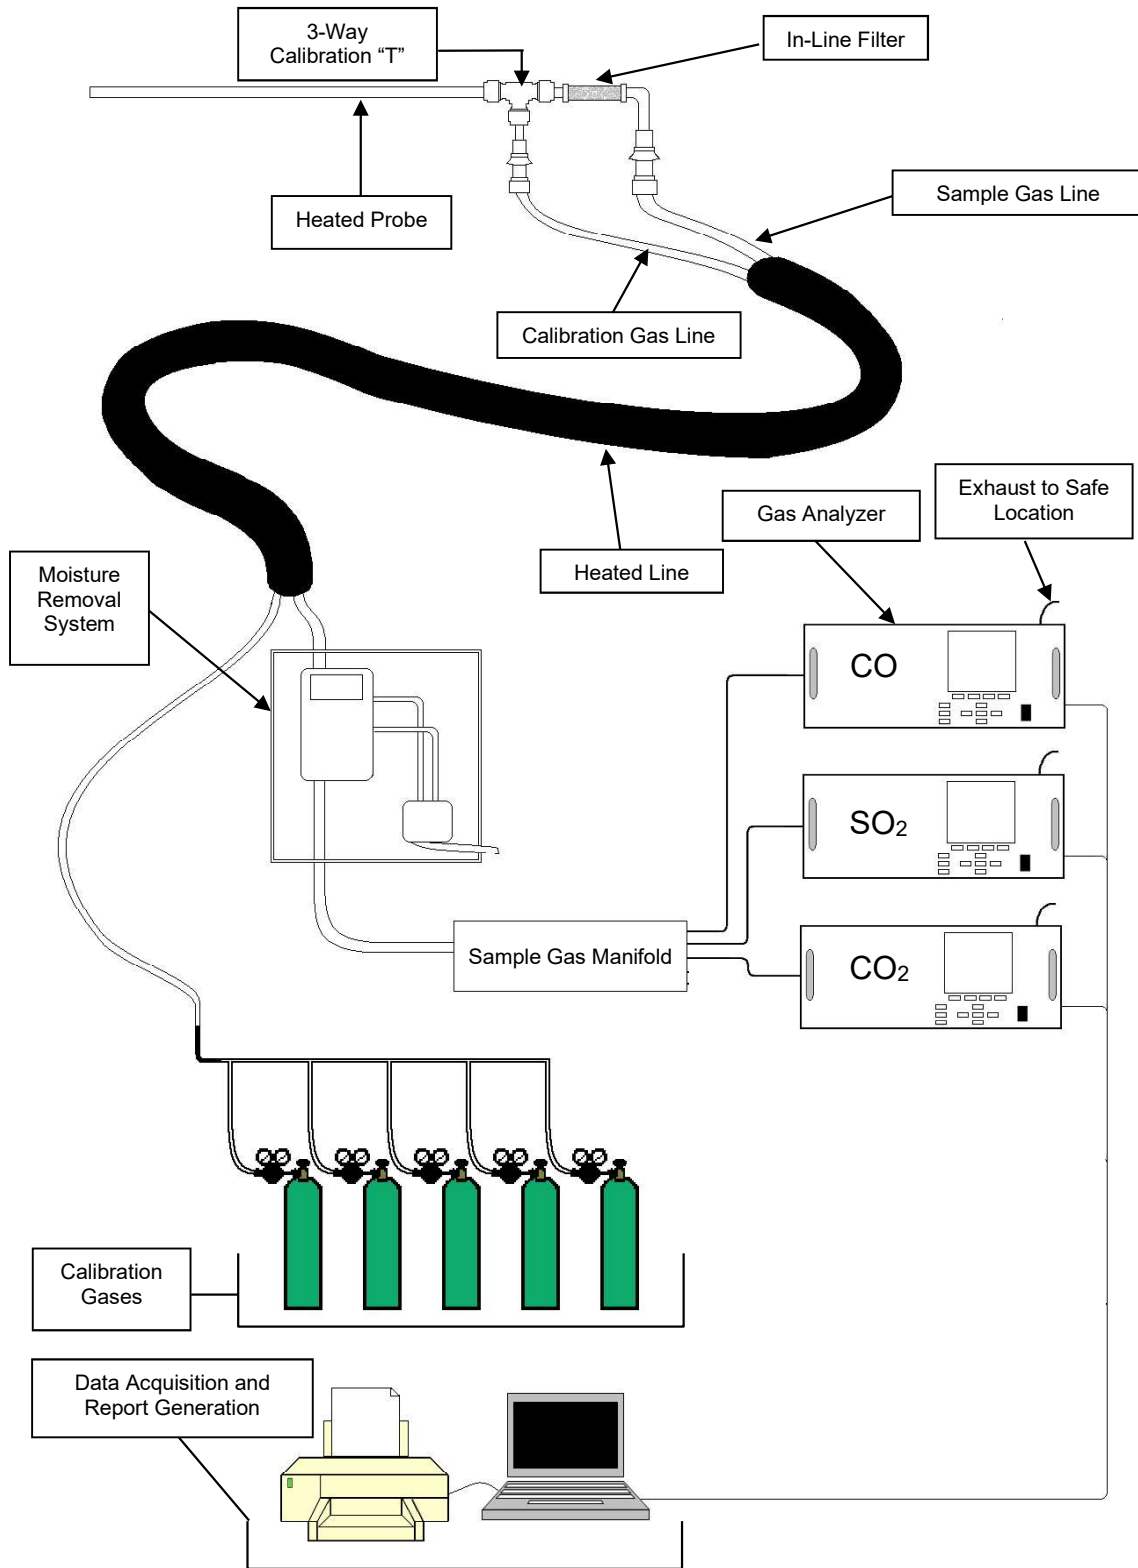 3-Way
Calibration “T”
In-Line Filter
Heated Probe
Sample Gas Line
Calibration Gas Line
Heated Line
Gas Analyzer
Exhaust to Safe
Location
Moisture
Removal
System
CO
SO₂
Sample Gas Manifold
CO₂
Calibration
Gases
Data Acquisition and
Report Generation